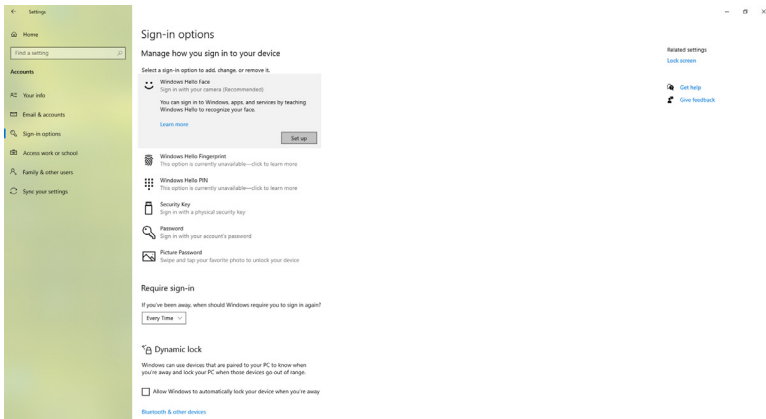 Settings
Home
Find a setting
Accounts
Your info
Email & accounts
Sign-in options
Access work or school
Family & other users
Sync your settings
Sign-in options
Manage how you sign in to your device
Select a sign-in option to add, change, or remove it.
Windows Hello Face
Sign in with your camera (Recommended)
You can sign in to Windows, apps, and services by teaching
Windows Hello to recognize your face.
Learn more
Set up
Windows Hello Fingerprint
This option is currently unavailable—click to learn more
Windows Hello PIN
This option is currently unavailable—click to learn more
Security Key
Sign in with a physical security key
Password
Sign in with your account's password
Picture Password
Swipe and tap your favorite photo to unlock your device
Require sign-in
If you've been away, when should Windows require you to sign in again?
Every Time
Dynamic lock
Windows can use devices that are paired to your PC to know when
you're away and lock your PC when those devices go out of range.
Allow Windows to automatically lock your device when you're away
Bluetooth & other devices
Related settings
Lock screen
Get help
Give feedback